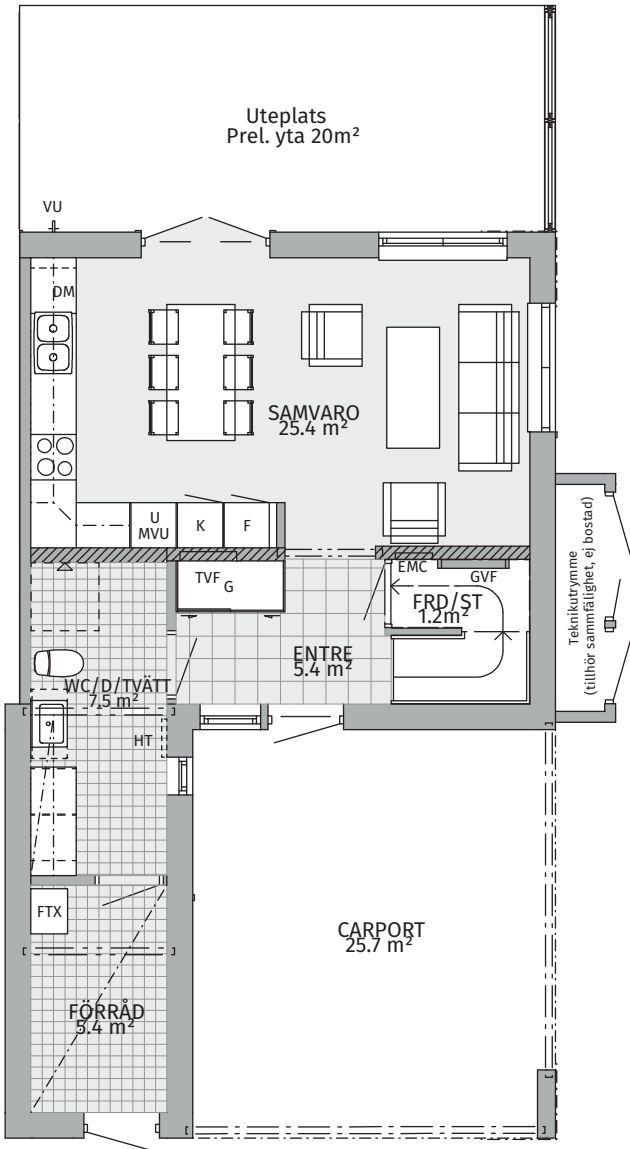 Uteplats
Prel. yta 20m²
VU
DM
SAMVARO
25.4 m²
U
MVU
K
F
TVF
G
EMC
GVF
FRD/ST
1.2m²
Teknikutrymme
(tillhör sammfälighet, ej bostad)
ENTRE
5.4 m²
WC/D/TVÄTT
7.5 m²
HT
FTX
CARPORT
25.7 m²
FÖRRÅD
5.4 m²